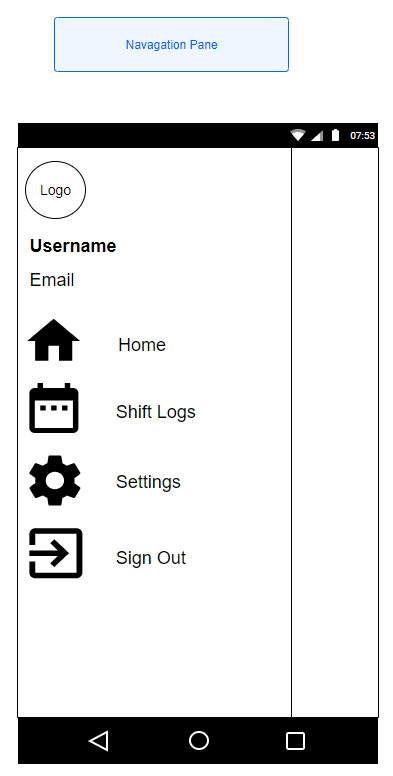 Navagation Pane
07:53
Logo
Username
Email
Home
Shift Logs
Settings
Sign Out